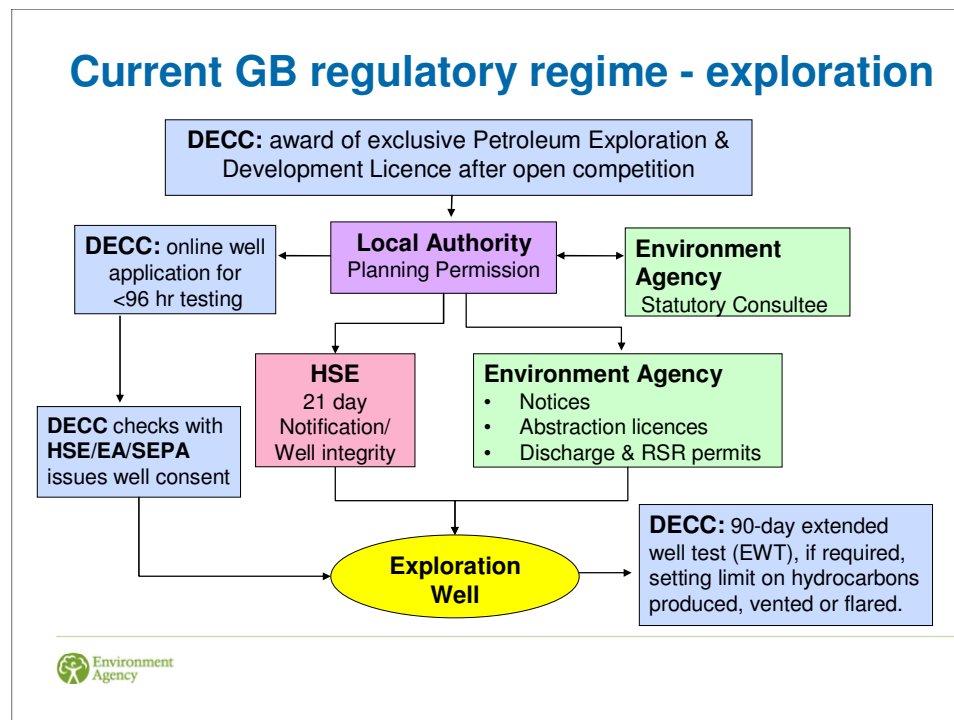 Current GB regulatory regime - exploration
DECC: award of exclusive Petroleum Exploration &
Development Licence after open competition
DECC: online well
application for
<96 hr testing
Local Authority
Planning Permission
Environment
Agency
Statutory Consultee
HSE
21 day
Notification/
Well integrity
Environment Agency
• Notices
• Abstraction licences
• Discharge & RSR permits
DECC checks with
HSE/EA/SEPA
issues well consent
Exploration
Well
DECC: 90-day extended
well test (EWT), if required,
setting limit on hydrocarbons
produced, vented or flared.
Environment
Agency